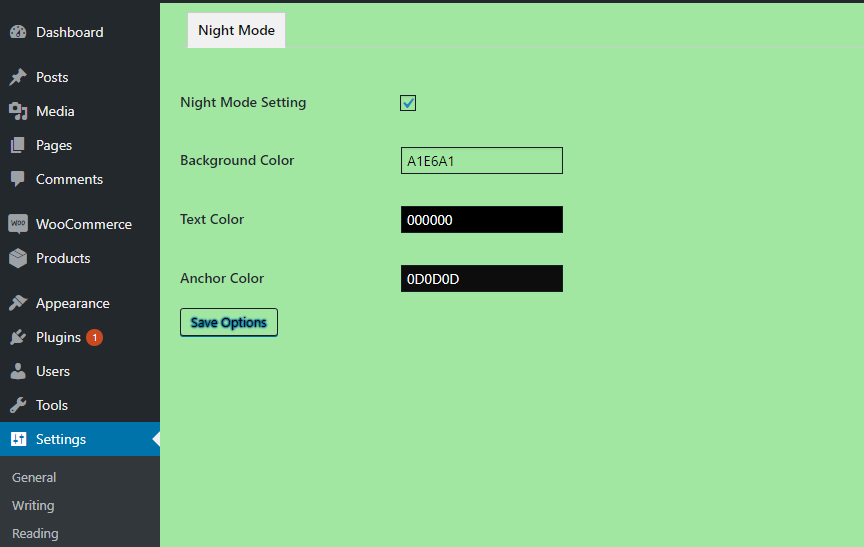 Dashboard
Posts
Media
Pages
Comments
Woo WooCommerce
Products
Appearance
Plugins 1
Users
Tools
Settings
General
Writing
Reading
Night Mode
Night Mode Setting
Background Color A1E6A1
Text Color 000000
Anchor Color 0D0D0D
Save Options